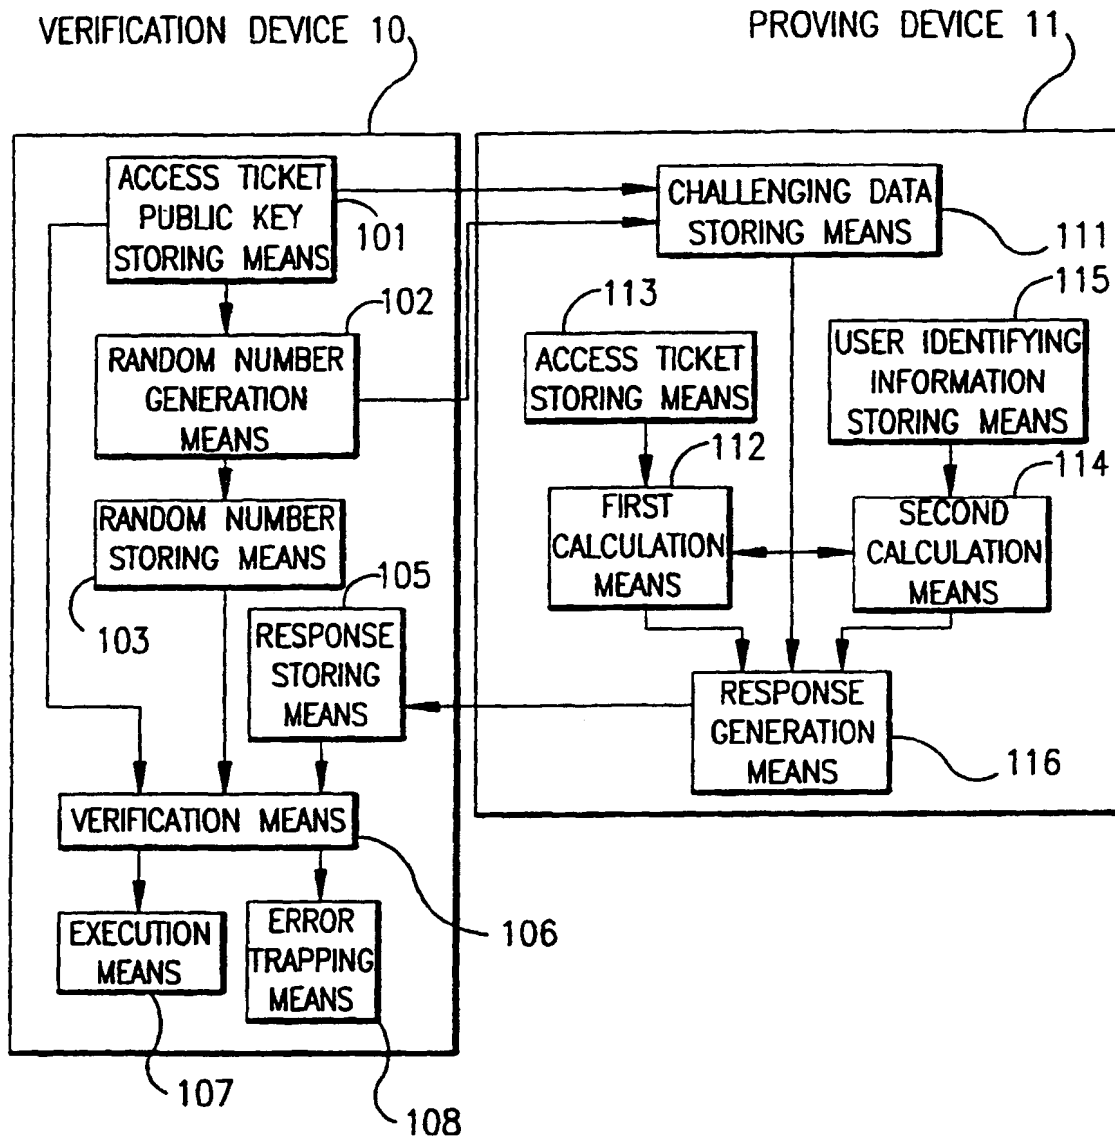 VERIFICATION DEVICE 10
PROVING DEVICE 11
ACCESS TICKET
PUBLIC KEY
STORING MEANS
101
102
RANDOM NUMBER
GENERATION
MEANS
RANDOM NUMBER
STORING MEANS
103
105
RESPONSE
STORING
MEANS
VERIFICATION MEANS
106
EXECUTION
MEANS
107
ERROR
TRAPPING
MEANS
108
CHALLENGING DATA
STORING MEANS
111
113
ACCESS TICKET
STORING MEANS
115
USER IDENTIFYING
INFORMATION
STORING MEANS
112
FIRST
CALCULATION
MEANS
114
SECOND
CALCULATION
MEANS
RESPONSE
GENERATION
MEANS
116